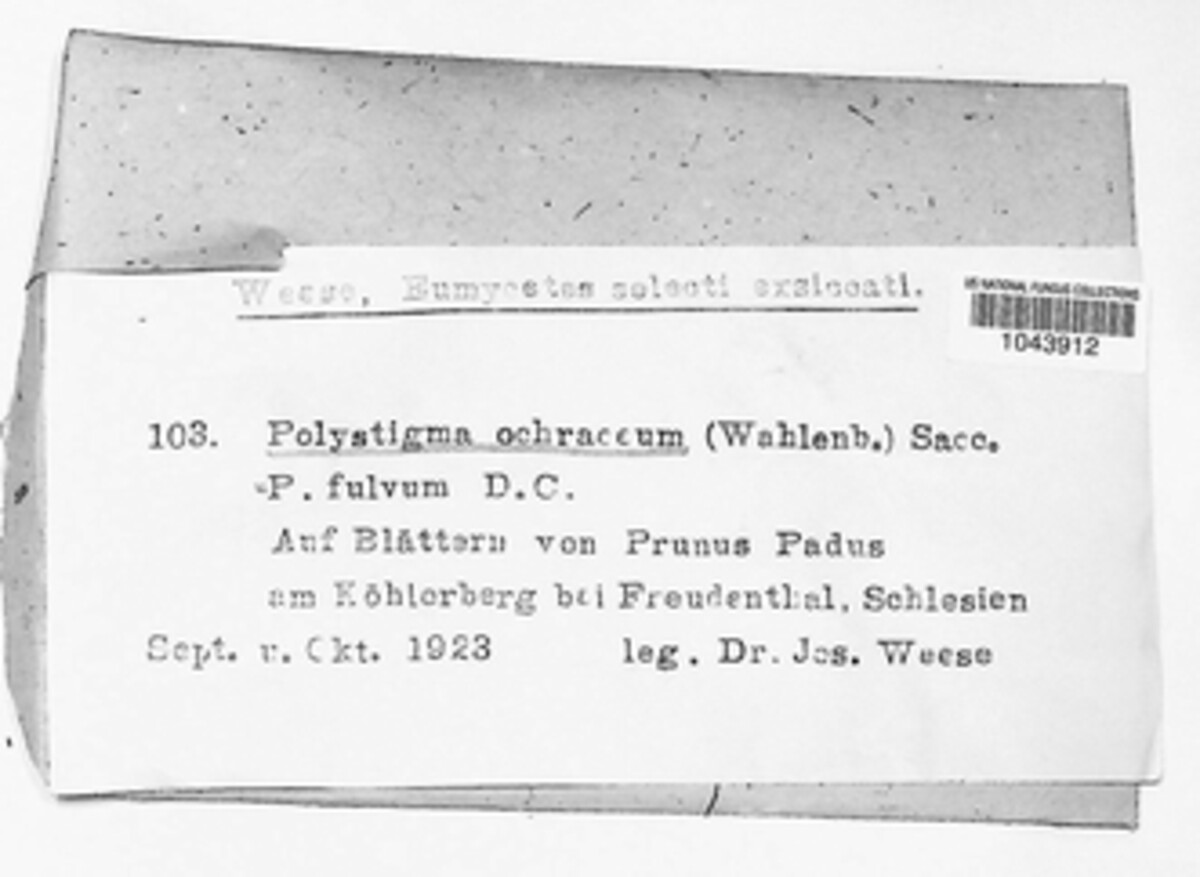 Weese, Eumycetes selecti exsiccati.
US NATIONAL FUNGUS COLLECTIONS
1043912
103. Polystigma ochraceum (Wahlenb.) Sacc.
-P. fulvum D.C.
Auf Blättern von Prunus Padus
am Köhlerberg bei Freudenthal, Schlesien
Sept. u. Okt. 1923 leg. Dr. Jos. Weese